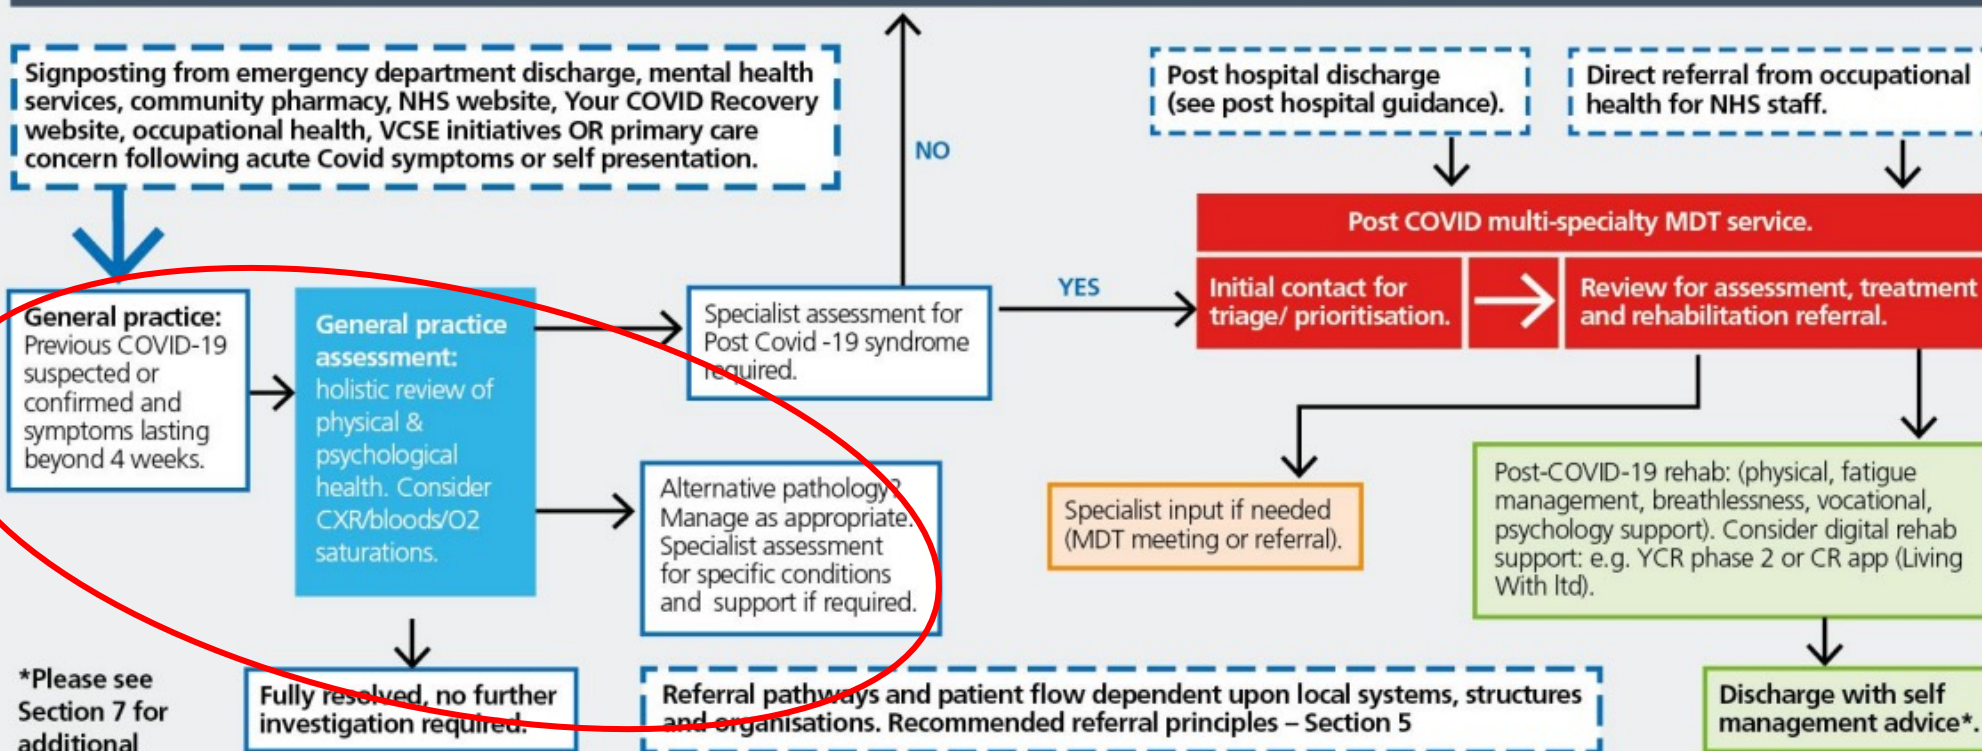 Signposting from emergency department discharge, mental health
services, community pharmacy, NHS website, Your COVID Recovery
website, occupational health, VCSE initiatives OR primary care
concern following acute Covid symptoms or self presentation.
NO
Post hospital discharge
(see post hospital guidance).
Direct referral from occupational
health for NHS staff.
Post COVID multi-specialty MDT service.
General practice:
Previous COVID-19
suspected or
confirmed and
symptoms lasting
beyond 4 weeks.
General practice
assessment:
holistic review of
physical &
psychological
health. Consider
CXR/bloods/O2
saturations.
Specialist assessment for
Post Covid -19 syndrome
required.
YES
Initial contact for
triage/ prioritisation.
Review for assessment, treatment
and rehabilitation referral.
Alternative pathology?
Manage as appropriate.
Specialist assessment
for specific conditions
and support if required.
Specialist input if needed
(MDT meeting or referral).
Post-COVID-19 rehab: (physical, fatigue
management, breathlessness, vocational,
psychology support). Consider digital rehab
support: e.g. YCR phase 2 or CR app (Living
With ltd).
*Please see
Section 7 for
additional
Fully resolved, no further
investigation required.
Referral pathways and patient flow dependent upon local systems, structures
and organisations. Recommended referral principles – Section 5
Discharge with self
management advice*.